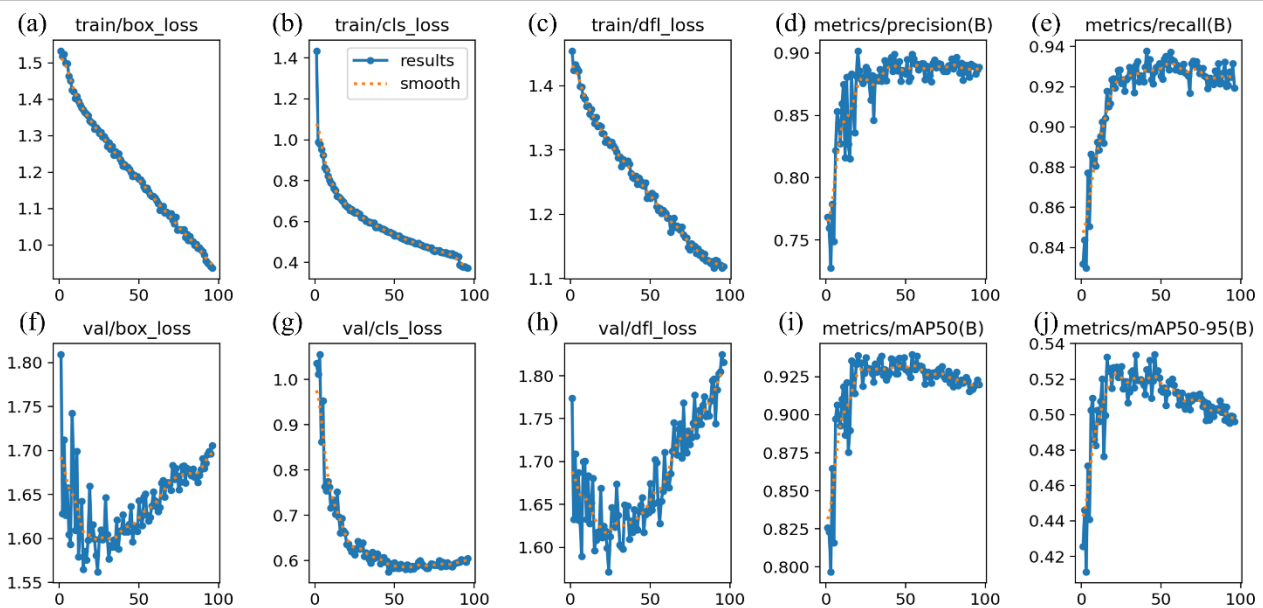 (a) train/box_loss
1.5
1.4
1.3
1.2
1.1
1.0
0 50 100
(b) train/cls_loss
results
smooth
1.4
1.2
1.0
0.8
0.6
0.4
0 50 100
(c) train/dfl_loss
1.4
1.3
1.2
1.1
0 50 100
(d) metrics/precision(B)
0.90
0.85
0.80
0.75
0 50 100
(e) metrics/recall(B)
0.94
0.92
0.90
0.88
0.86
0.84
0 50 100
(f) val/box_loss
1.80
1.75
1.70
1.65
1.60
1.55
0 50 100
(g) val/cls_loss
1.0
0.9
0.8
0.7
0.6
0 50 100
(h) val/dfl_loss
1.80
1.75
1.70
1.65
1.60
0 50 100
(i) metrics/mAP50(B)
0.925
0.900
0.875
0.850
0.825
0.800
0 50 100
(j) metrics/mAP50-95(B)
0.54
0.52
0.50
0.48
0.46
0.44
0.42
0 50 100